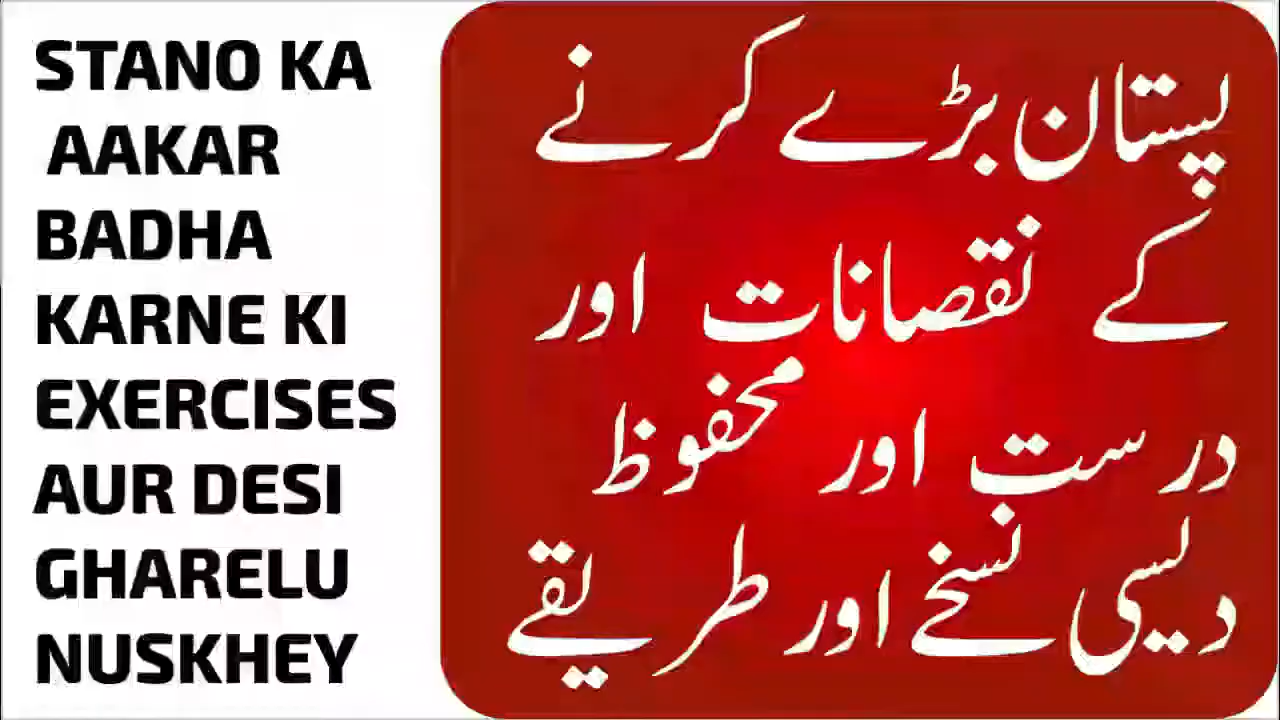 STANO KA
AAKAR
BADHA
KARNE KI
EXERCISES
AUR DESI
GHARELU
NUSKHEY
پستان بڑے کرنے
کے نقصانات اور
درست اور محفوظ
دیسی نسخے اور طریقے